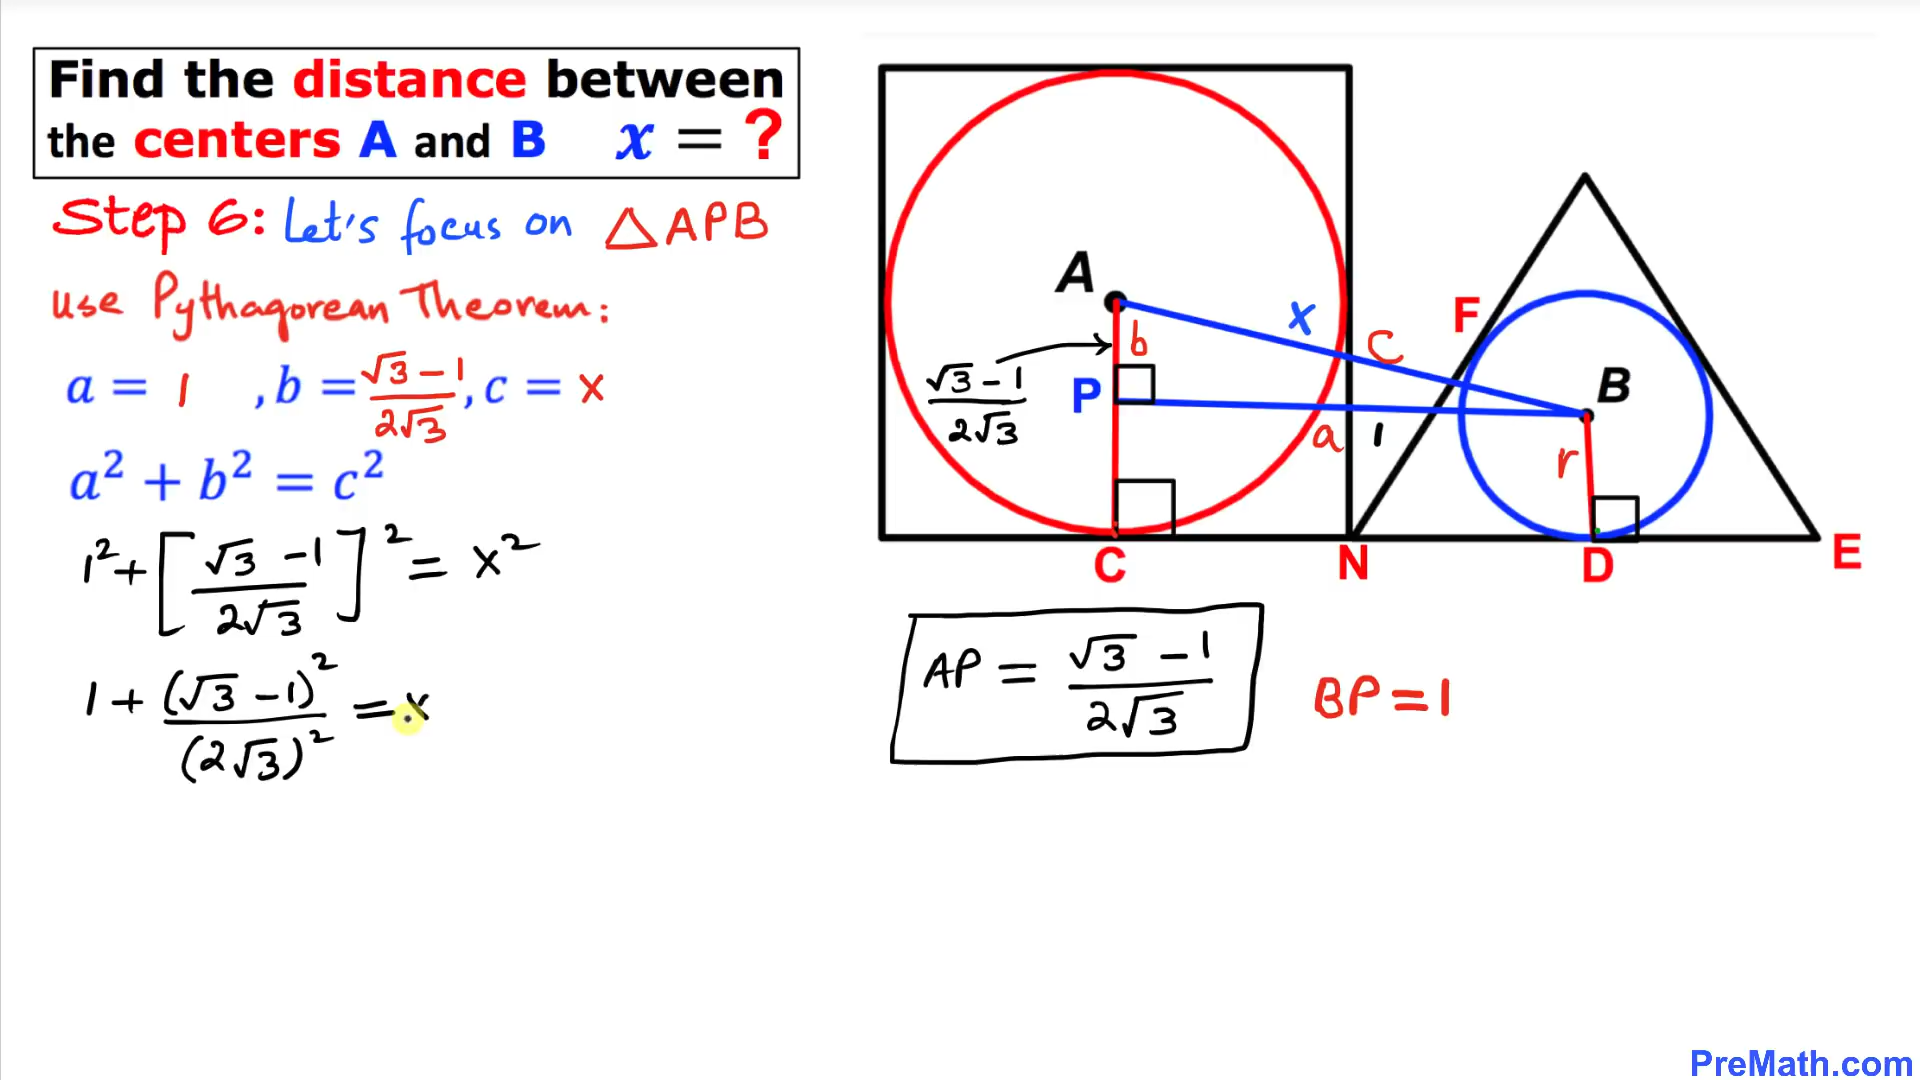 Find the distance between
the centers A and B x = ?
Step 6: Let's focus on △APB
use Pythagorean Theorem:
a = 1 , b = (√3 − 1)/(2√3) , c = x
a² + b² = c²
1² + [(√3 − 1)/(2√3)]² = x²
1 + (√3 − 1)²/(2√3)² = x
A
b
x
c
F
(√3 − 1)/(2√3)
P
B
a
1
r
C
N
D
E
AP = (√3 − 1)/(2√3)
BP = 1
PreMath.com